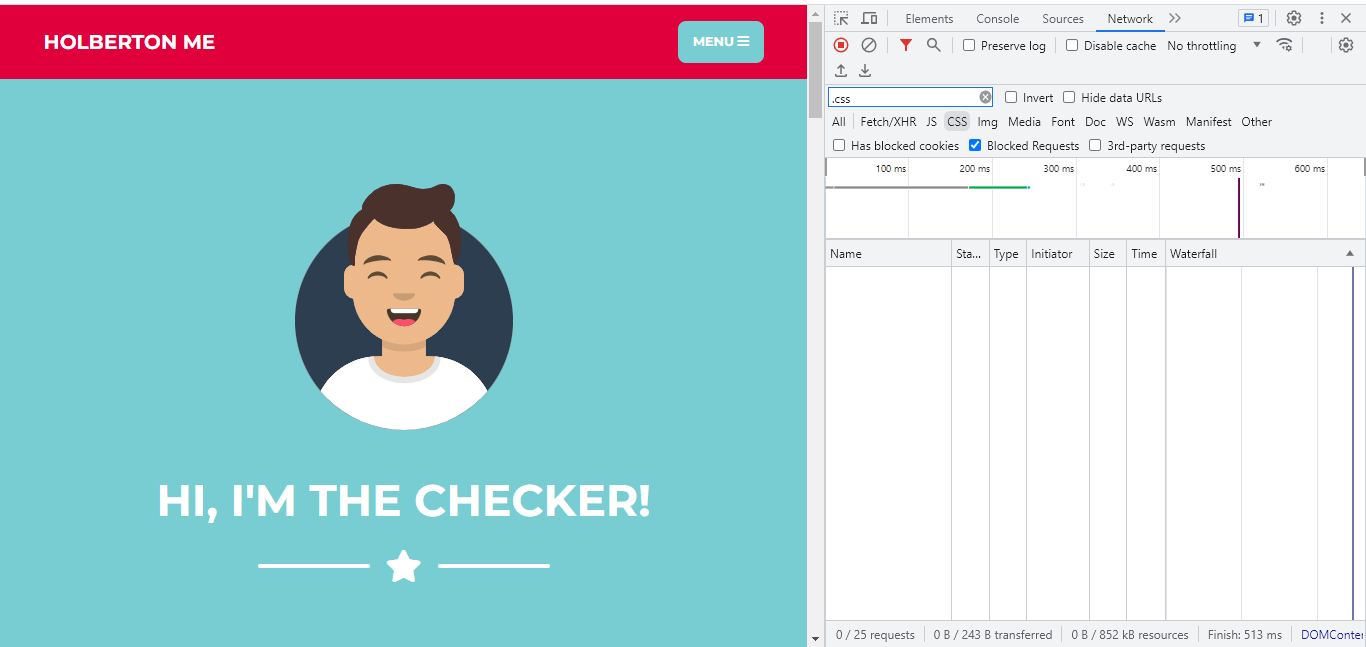 HOLBERTON ME
MENU
HI, I'M THE CHECKER!
Elements Console Sources Network 1
Preserve log Disable cache No throttling
.css Invert Hide data URLs
All Fetch/XHR JS CSS Img Media Font Doc WS Wasm Manifest Other
Has blocked cookies Blocked Requests 3rd-party requests
100 ms 200 ms 300 ms 400 ms 500 ms 600 ms
Name Sta... Type Initiator Size Time Waterfall
0 / 25 requests 0 B / 243 B transferred 0 B / 852 kB resources Finish: 513 ms DOMConte